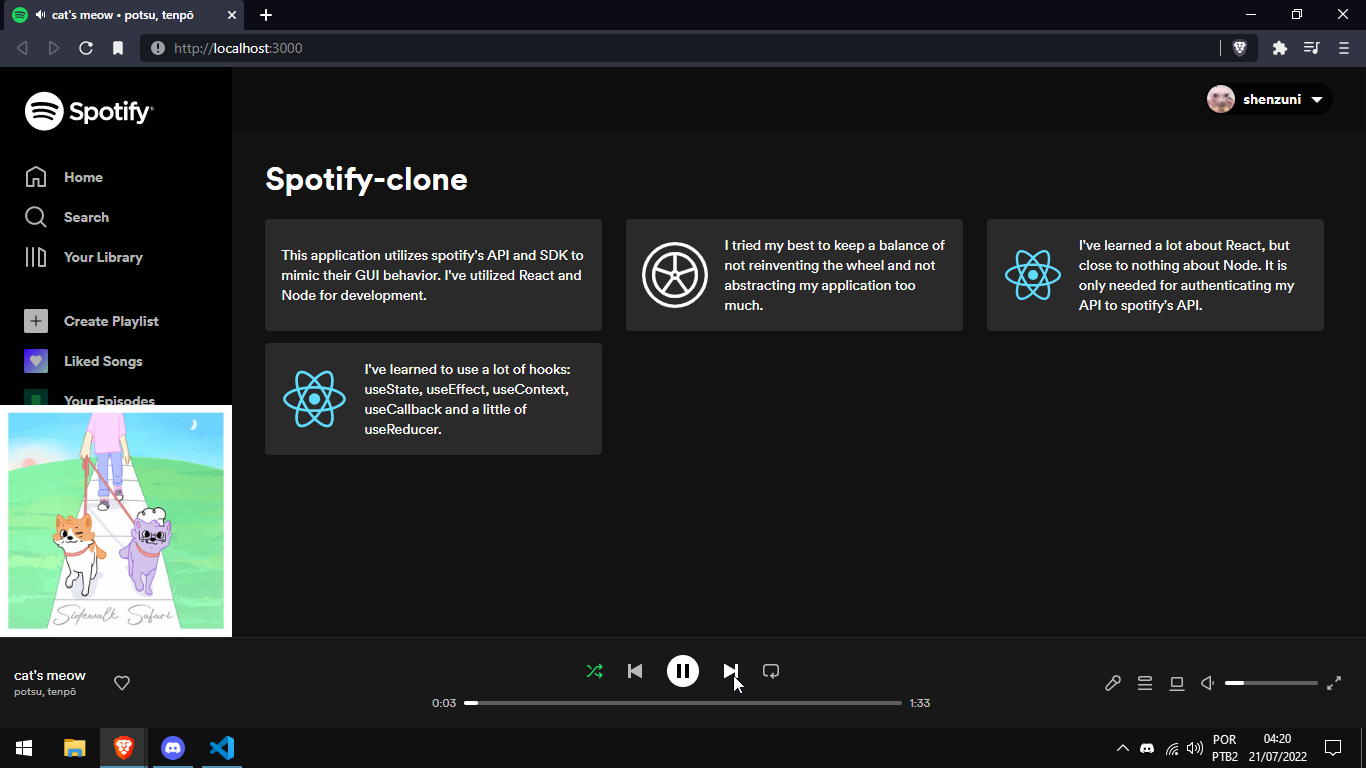 cat's meow • potsu, tenpō
http://localhost:3000
Spotify
shenzuni
Home
Search
Your Library
Create Playlist
Liked Songs
Your Episodes
Spotify-clone
This application utilizes spotify's API and SDK to
mimic their GUI behavior. I've utilized React and
Node for development.
I tried my best to keep a balance of
not reinventing the wheel and not
abstracting my application too
much.
I've learned a lot about React, but
close to nothing about Node. It is
only needed for authenticating my
API to spotify's API.
I've learned to use a lot of hooks:
useState, useEffect, useContext,
useCallback and a little of
useReducer.
Sidewalk Safari
cat's meow
potsu, tenpō
0:03
1:33
POR
PTB2
04:20
21/07/2022